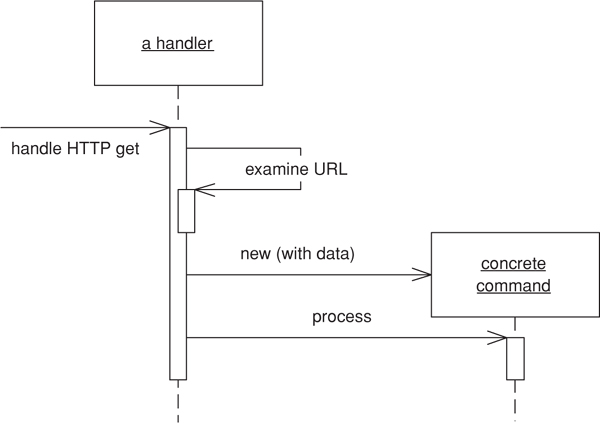 a handler
handle HTTP get
examine URL
new (with data)
concrete
command
process